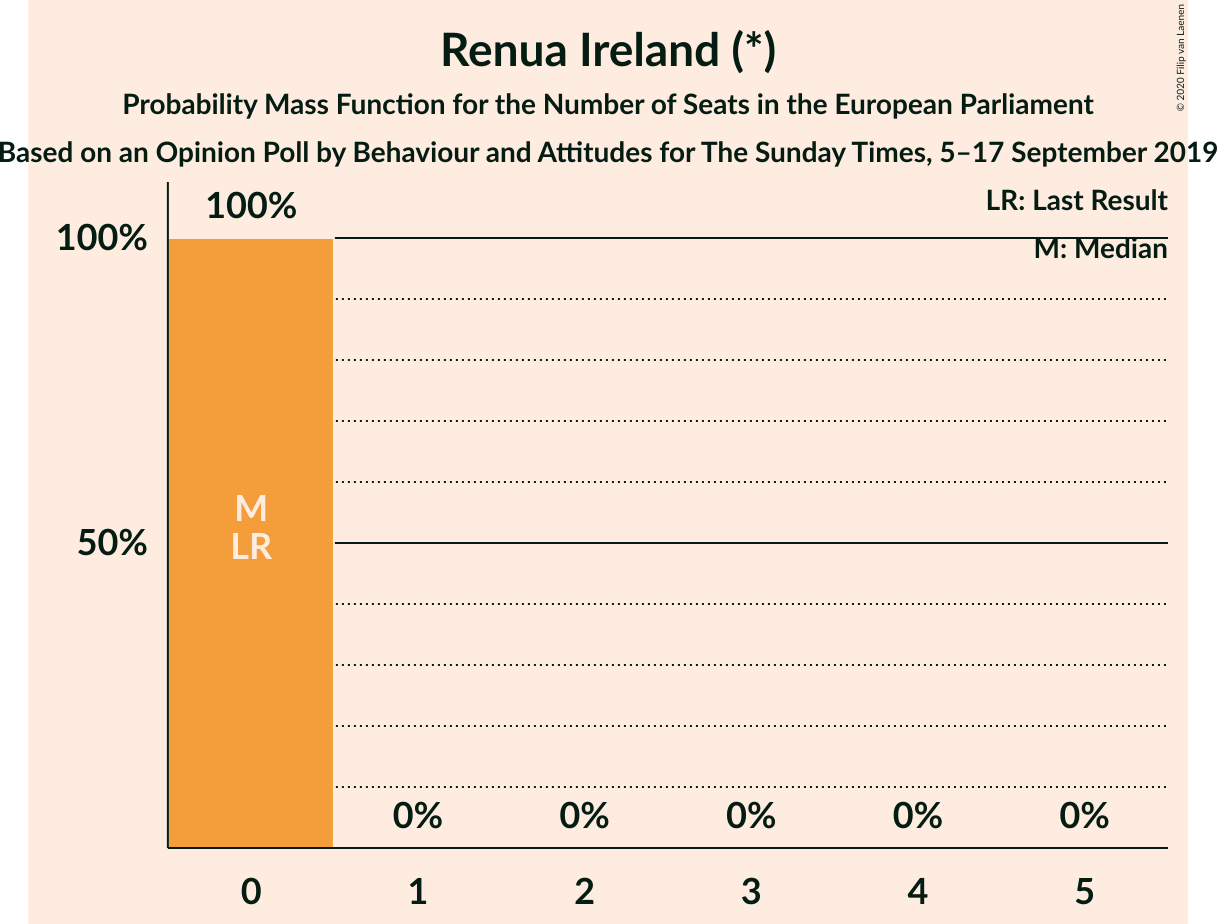 Renua Ireland (*)
Probability Mass Function for the Number of Seats in the European Parliament
Based on an Opinion Poll by Behaviour and Attitudes for The Sunday Times, 5–17 September 2019
© 2020 Filip van Laenen
LR: Last Result
M: Median
100%
100%
50%
M
LR
0%
0%
0%
0%
0%
0
1
2
3
4
5